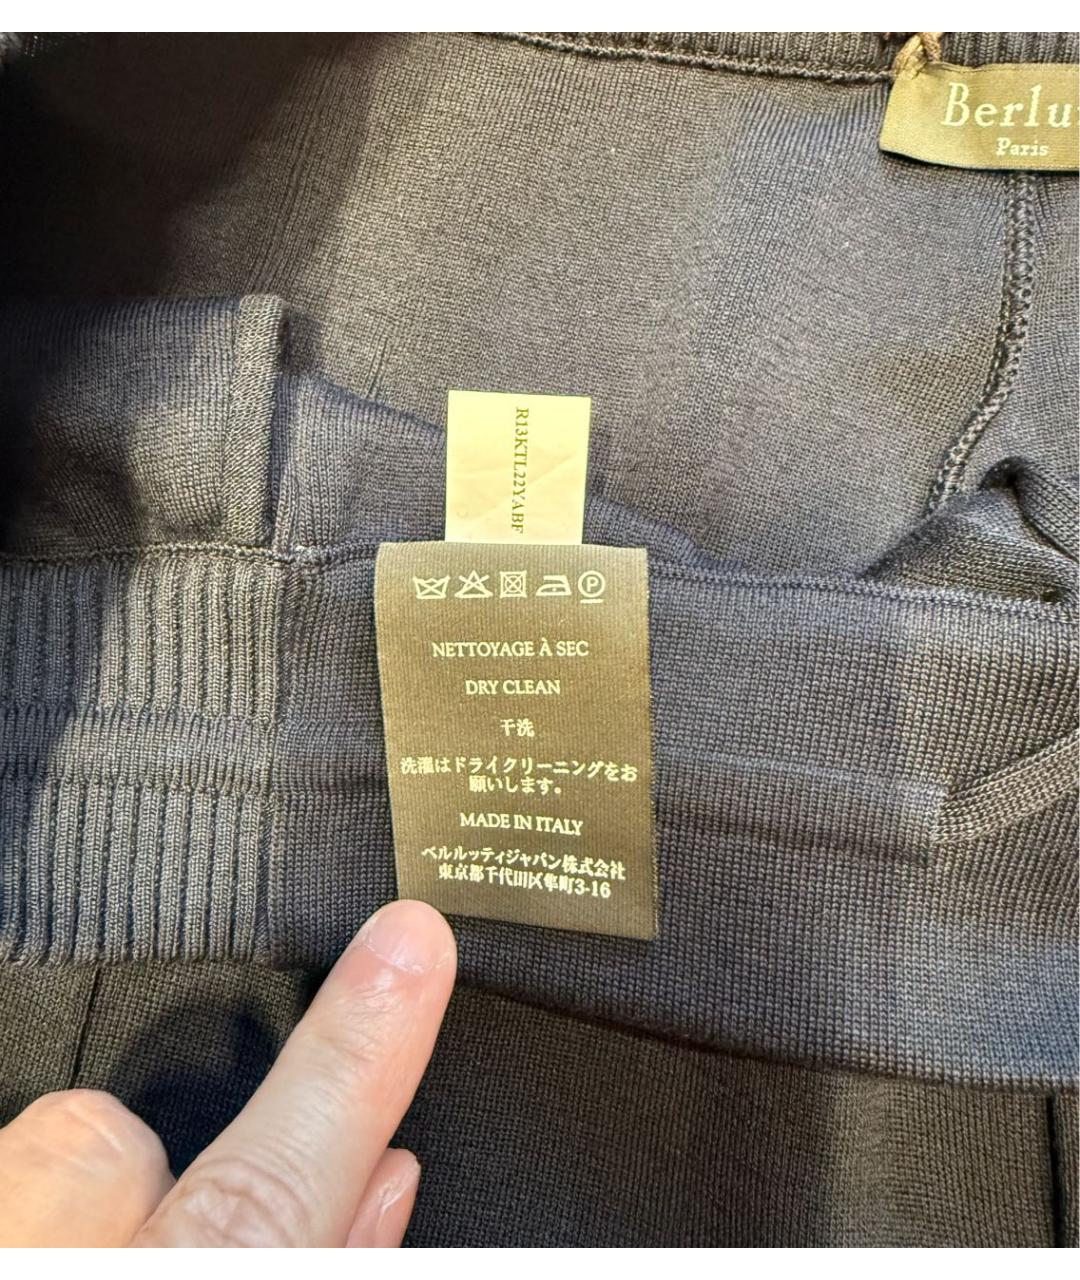 Berlu
Paris
R13KTL22YABF
P
NETTOYAGE À SEC
DRY CLEAN
干洗
洗濯はドライクリーニングをお
願いします。
MADE IN ITALY
ベルルッティジャパン株式会社
東京都千代田区隼町3-16